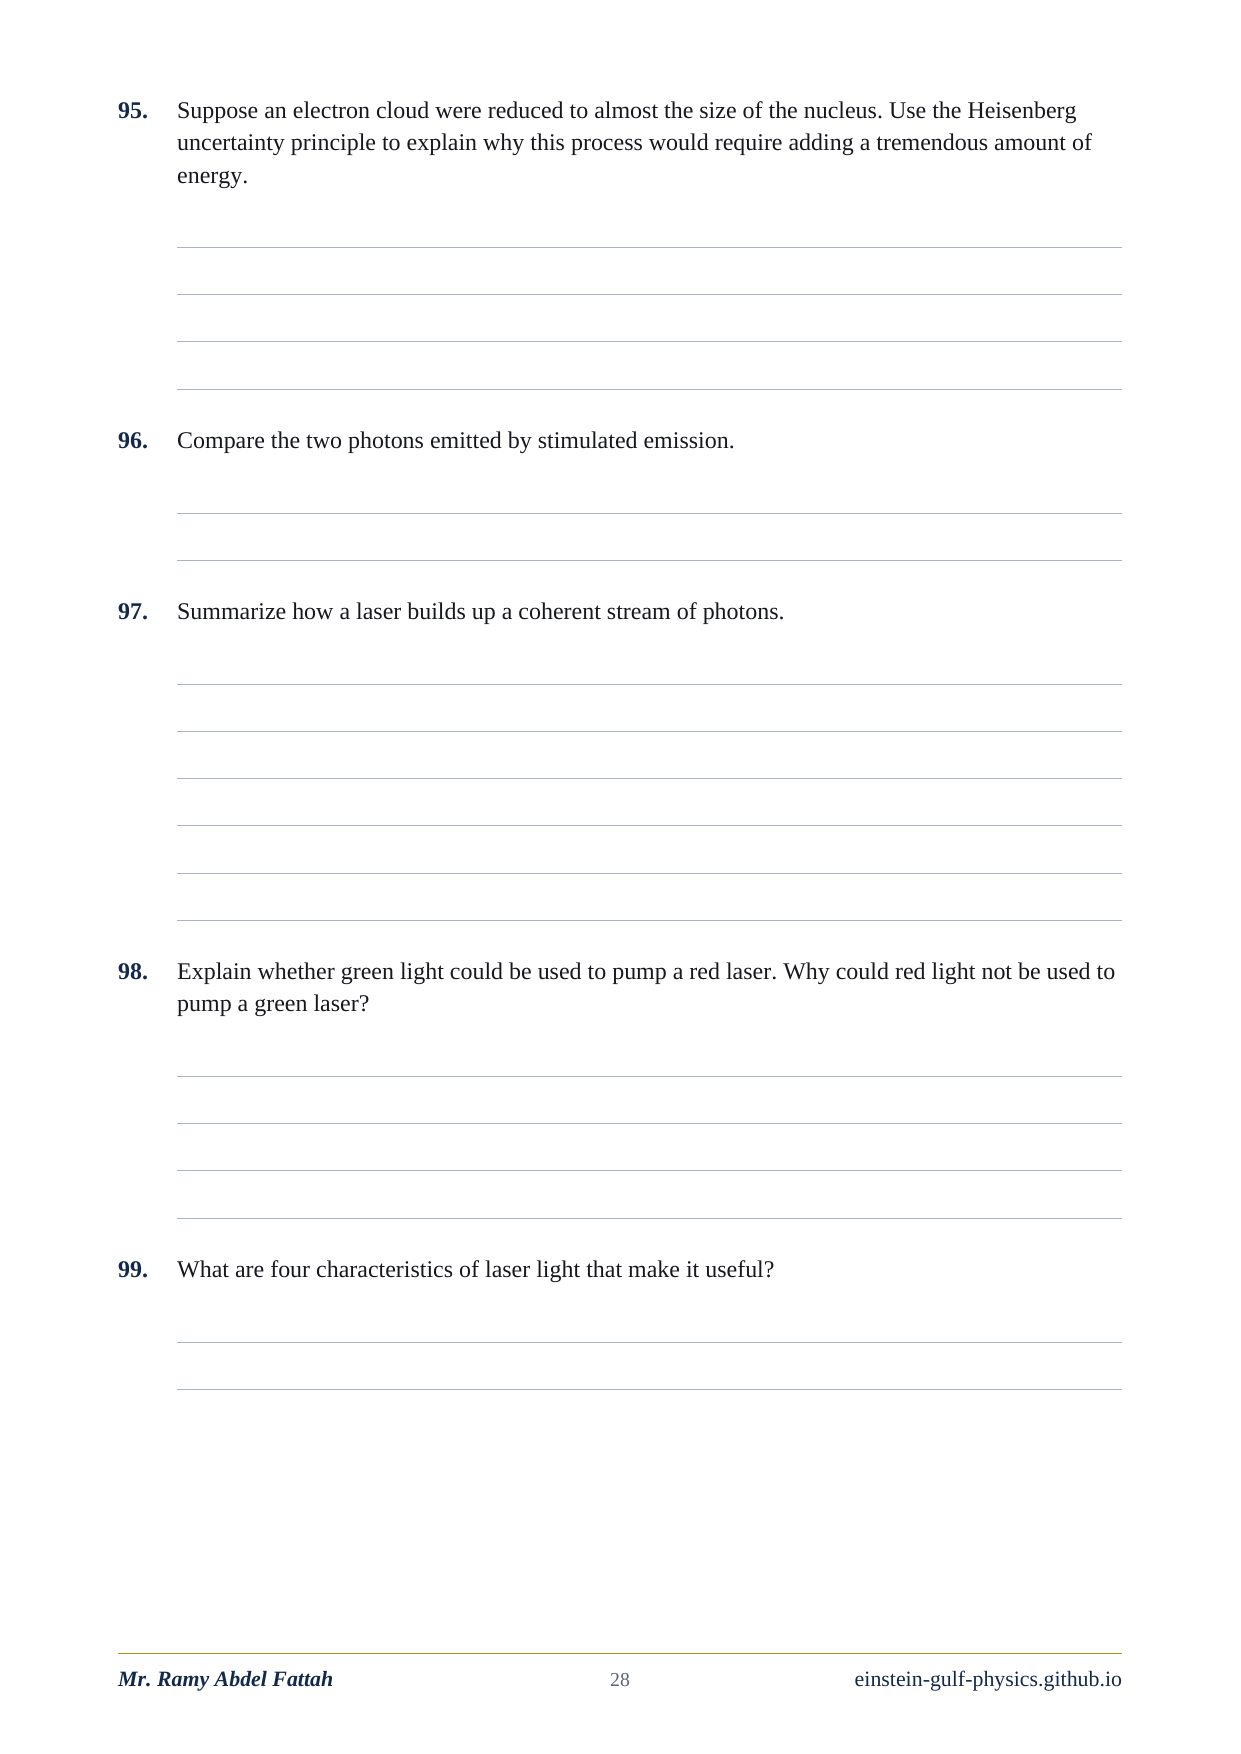 95. Suppose an electron cloud were reduced to almost the size of the nucleus. Use the Heisenberg
uncertainty principle to explain why this process would require adding a tremendous amount of
energy.
96. Compare the two photons emitted by stimulated emission.
97. Summarize how a laser builds up a coherent stream of photons.
98. Explain whether green light could be used to pump a red laser. Why could red light not be used to
pump a green laser?
99. What are four characteristics of laser light that make it useful?
Mr. Ramy Abdel Fattah 28 einstein-gulf-physics.github.io